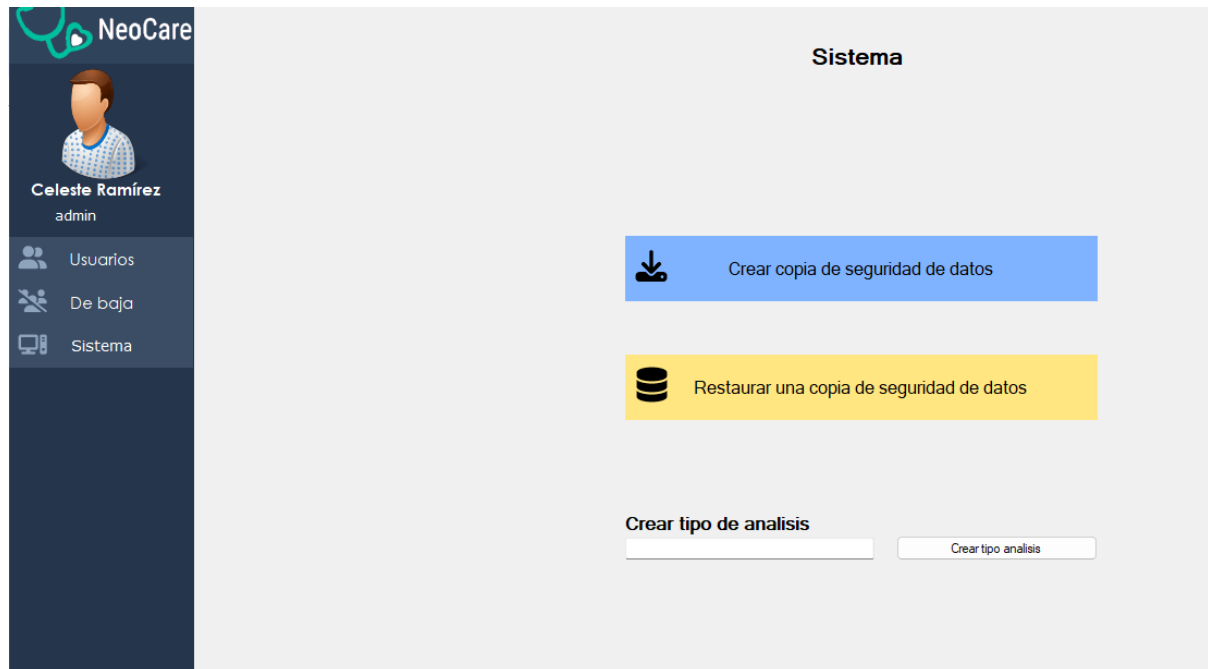 NeoCare
Celeste Ramírez
admin
Usuarios
De baja
Sistema
Sistema
Crear copia de seguridad de datos
Restaurar una copia de seguridad de datos
Crear tipo de analisis
Crear tipo analisis